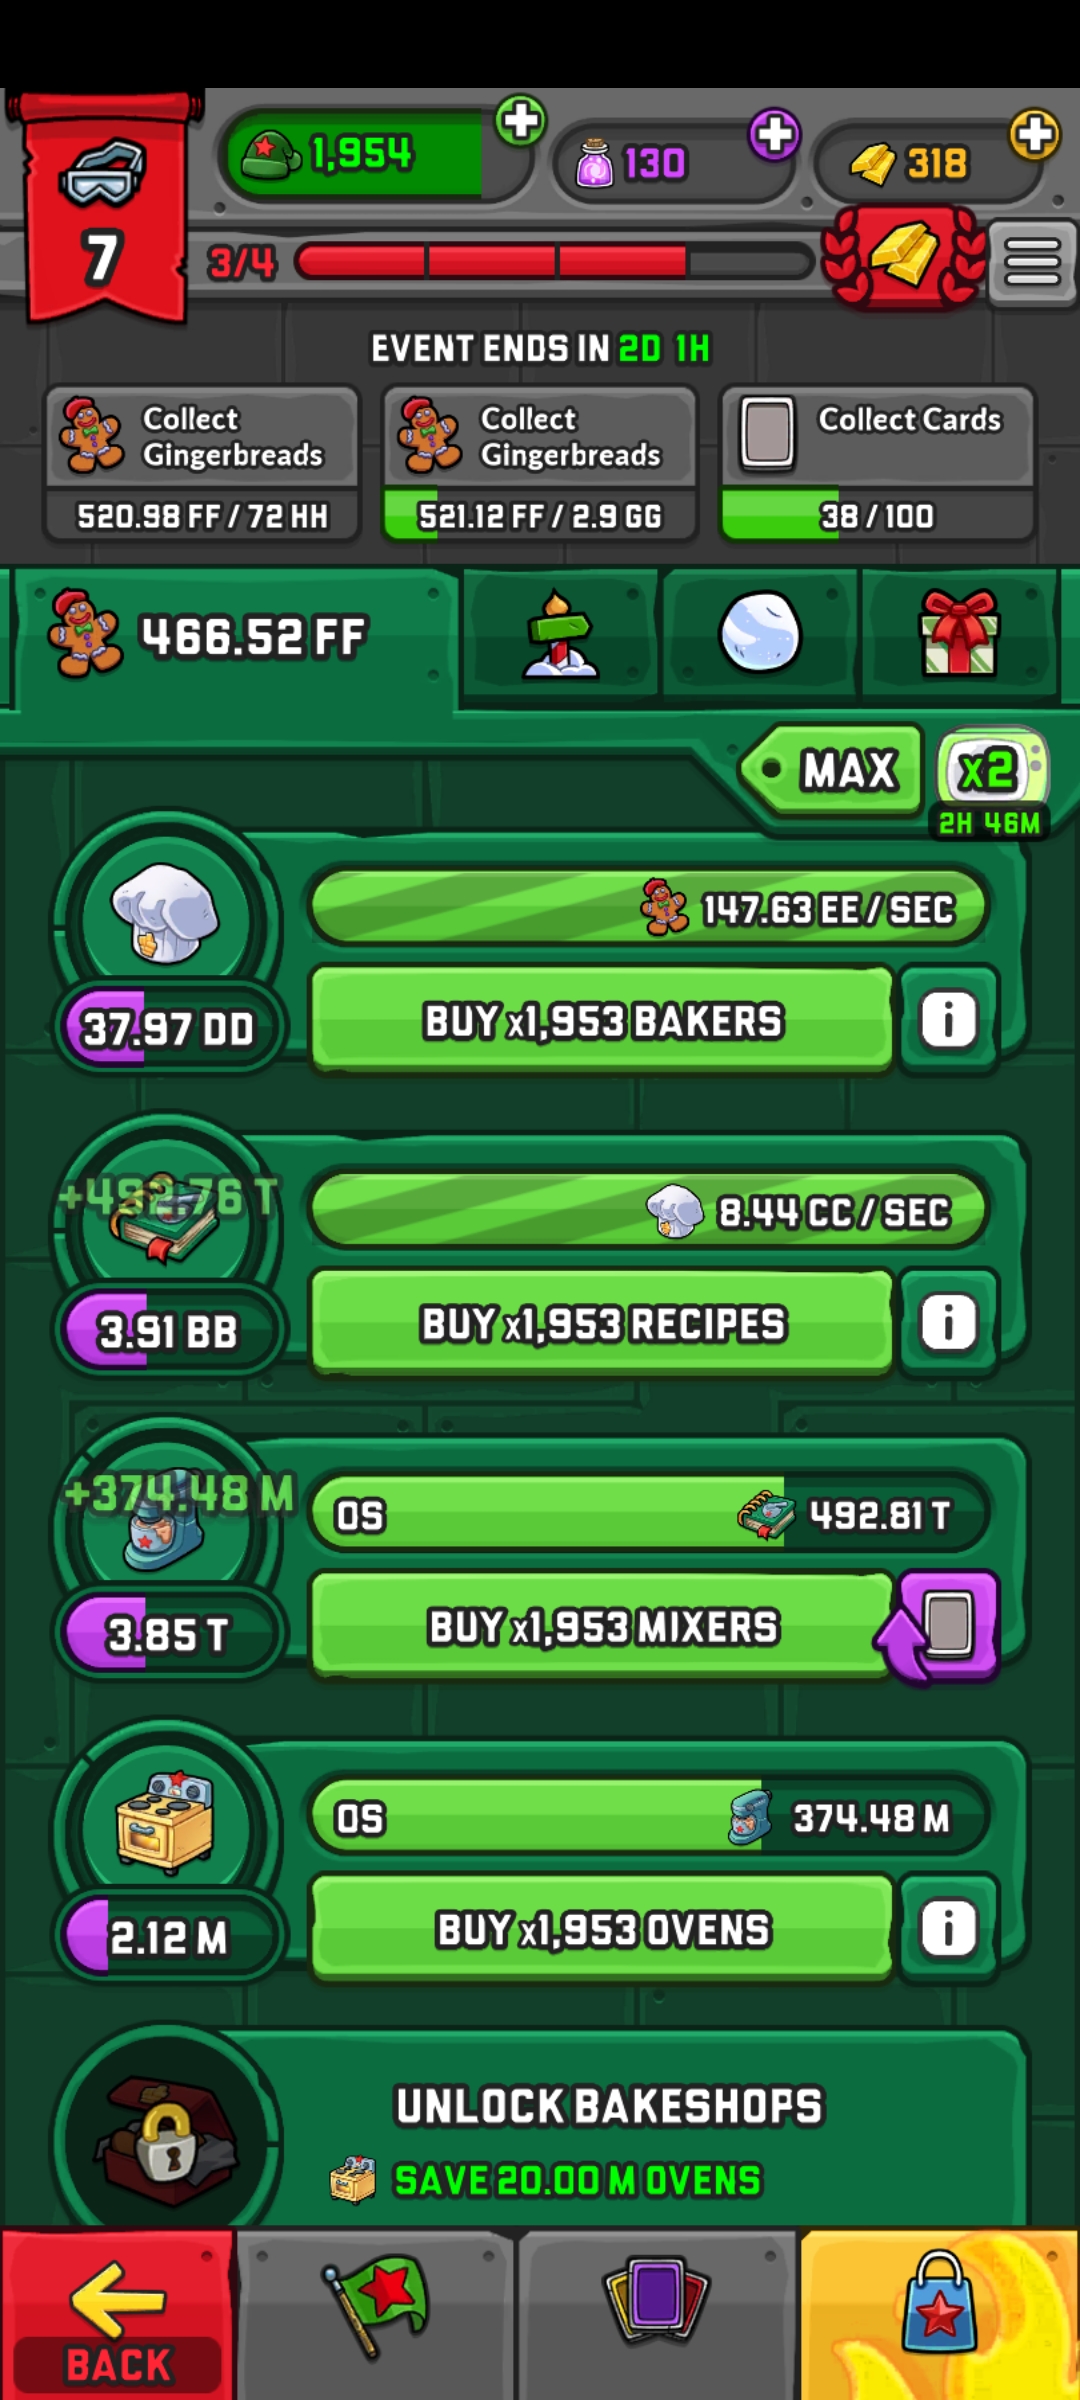 1,954
130
318
7
3/4
EVENT ENDS IN 2D 1H
Collect
Gingerbreads
520.98 FF / 72 HH
Collect
Gingerbreads
521.12 FF / 2.9 GG
Collect Cards
38 / 100
466.52 FF
MAX
x2
2H 46M
147.63 EE / SEC
37.97 DD
BUY x1,953 BAKERS
i
+492.76 T
8.44 CC / SEC
3.91 BB
BUY x1,953 RECIPES
i
+374.48 M
0S
492.81 T
3.85 T
BUY x1,953 MIXERS
0S
374.48 M
2.12 M
BUY x1,953 OVENS
i
UNLOCK BAKESHOPS
SAVE 20.00 M OVENS
BACK